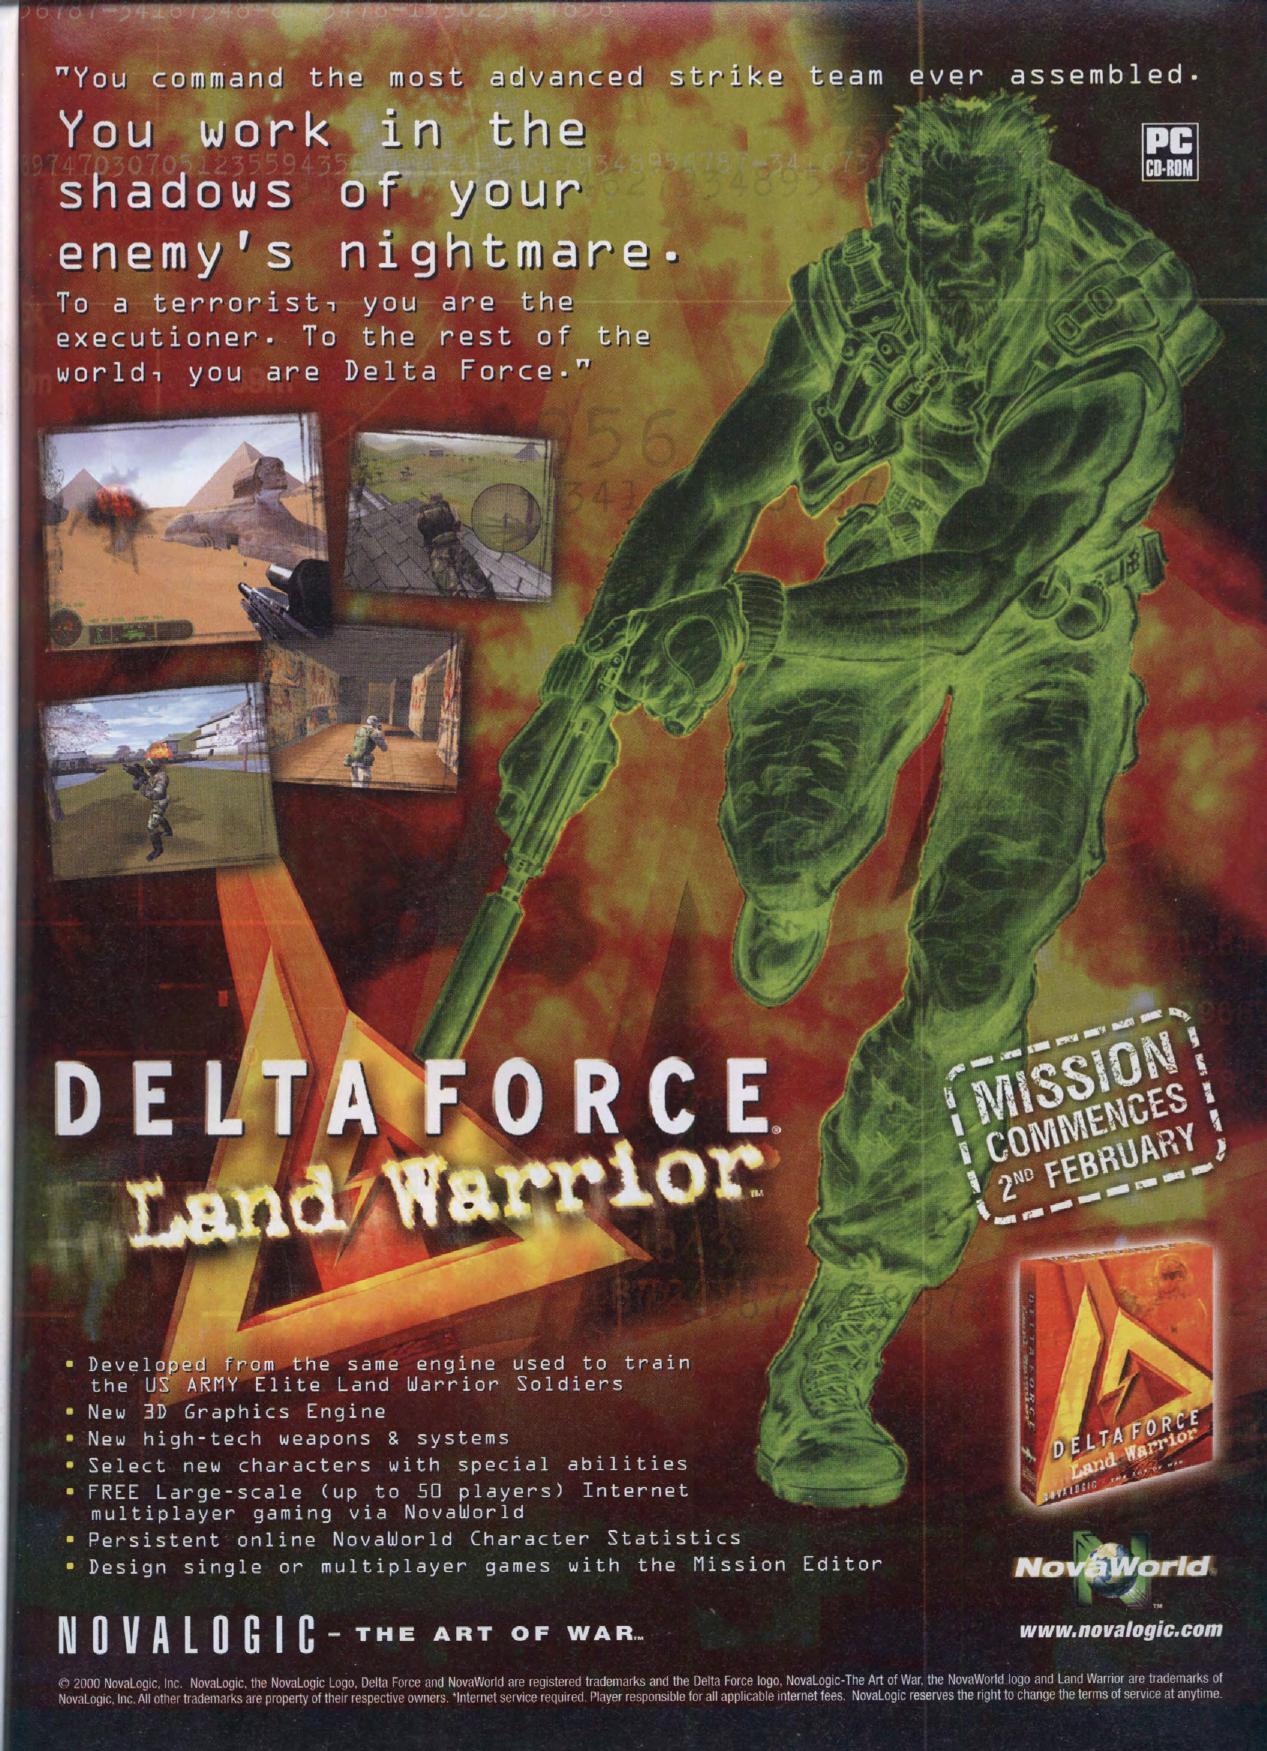 "You command the most advanced strike team ever assembled.
You work in the
shadows of your
enemy's nightmare.
To a terrorist, you are the
executioner. To the rest of the
world, you are Delta Force."
PC
CD-ROM
DELTA FORCE®
Land Warrior™
MISSION
COMMENCES
2ND FEBRUARY
DELTA FORCE
Land Warrior
NOVALOGIC - THE ART OF WAR
▪ Developed from the same engine used to train
the US ARMY Elite Land Warrior Soldiers
▪ New 3D Graphics Engine
▪ New high-tech weapons & systems
▪ Select new characters with special abilities
▪ FREE Large-scale (up to 50 players) Internet
multiplayer gaming via NovaWorld
▪ Persistent online NovaWorld Character Statistics
▪ Design single or multiplayer games with the Mission Editor
NovaWorld™
NOVALOGIC - THE ART OF WAR™
www.novalogic.com
© 2000 NovaLogic, Inc. NovaLogic, the NovaLogic Logo, Delta Force and NovaWorld are registered trademarks and the Delta Force logo, NovaLogic-The Art of War, the NovaWorld logo and Land Warrior are trademarks of
NovaLogic, Inc. All other trademarks are property of their respective owners. *Internet service required. Player responsible for all applicable internet fees. NovaLogic reserves the right to change the terms of service at anytime.